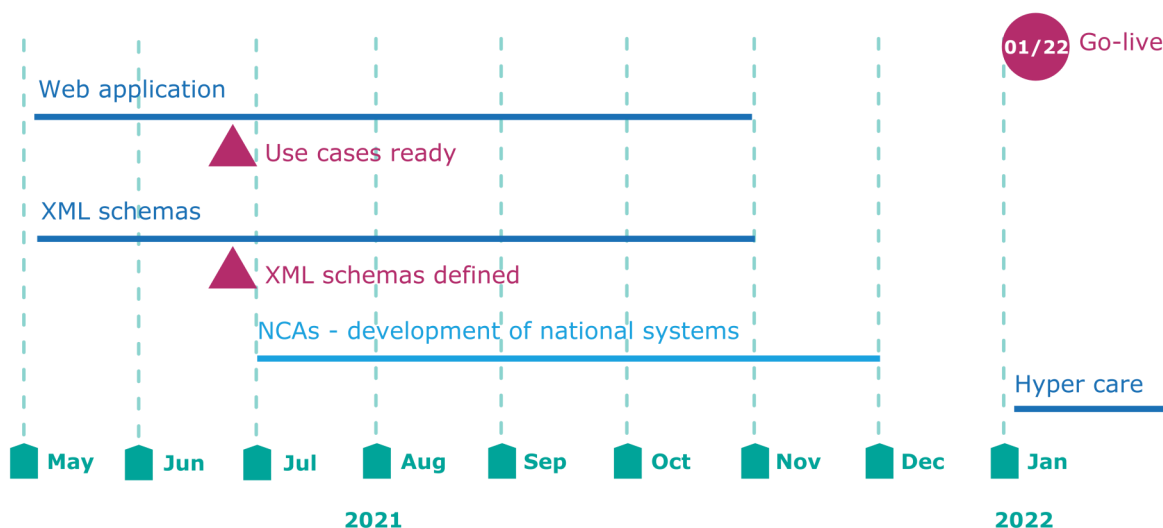 01/22 Go-live
Web application
Use cases ready
XML schemas
XML schemas defined
NCAs - development of national systems
Hyper care
May Jun Jul Aug Sep Oct Nov Dec Jan
2021 2022